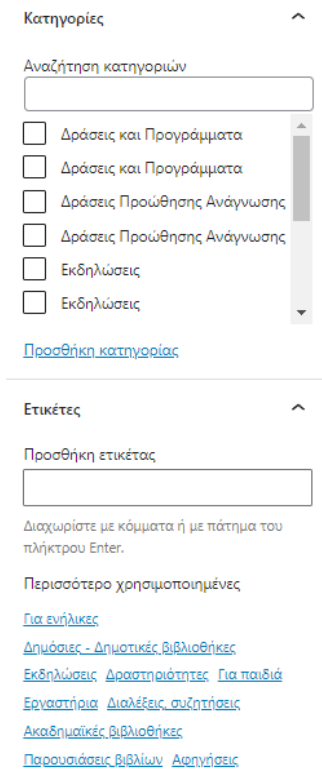 Κατηγορίες
Αναζήτηση κατηγοριών
Δράσεις και Προγράμματα
Δράσεις και Προγράμματα
Δράσεις Προώθησης Ανάγνωσης
Δράσεις Προώθησης Ανάγνωσης
Εκδηλώσεις
Εκδηλώσεις
Προσθήκη κατηγορίας
Ετικέτες
Προσθήκη ετικέτας
Διαχωρίστε με κόμματα ή με πάτημα του
πλήκτρου Enter.
Περισσότερο χρησιμοποιημένες
Για ενήλικες
Δημόσιες - Δημοτικές βιβλιοθήκες
Εκδηλώσεις Δραστηριότητες Για παιδιά
Εργαστήρια Διαλέξεις, συζητήσεις
Ακαδημαϊκές βιβλιοθήκες
Παρουσιάσεις βιβλίων Αφηγήσεις